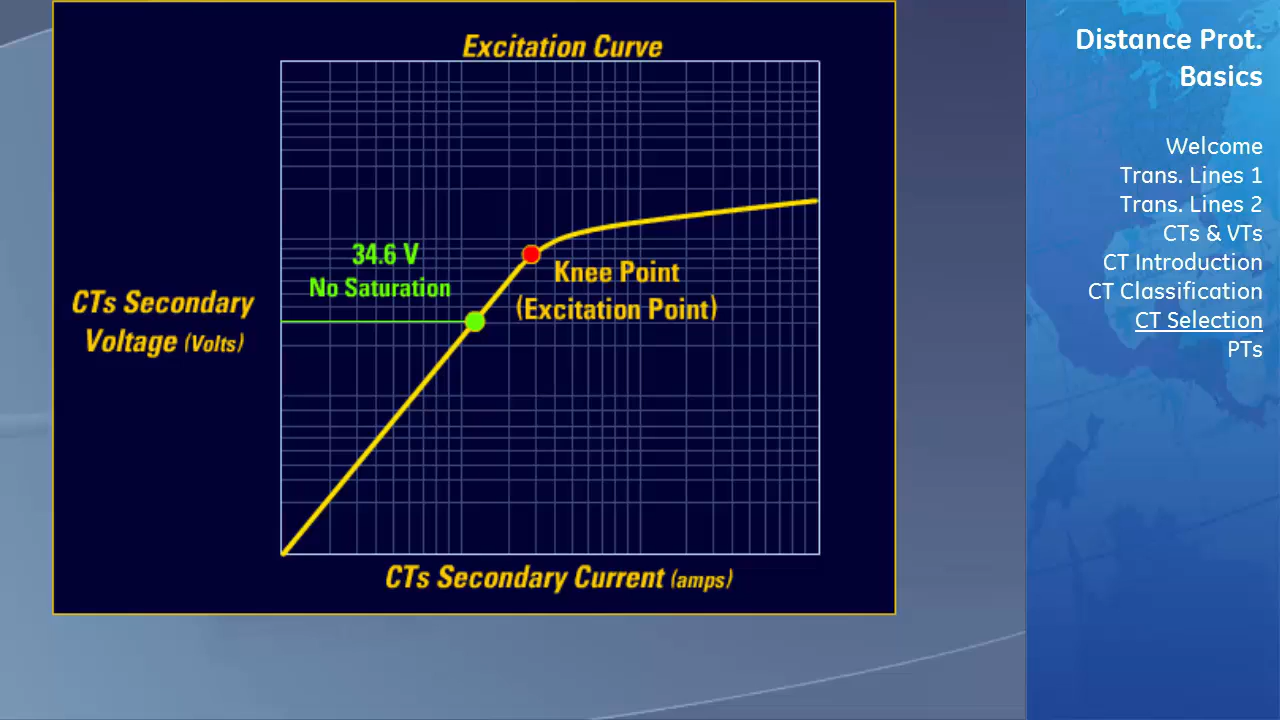 Excitation Curve
34.6 V
No Saturation
Knee Point
(Excitation Point)
CTs Secondary
Voltage (Volts)
CTs Secondary Current (amps)
Distance Prot.
Basics
Welcome
Trans. Lines 1
Trans. Lines 2
CTs & VTs
CT Introduction
CT Classification
CT Selection
PTs